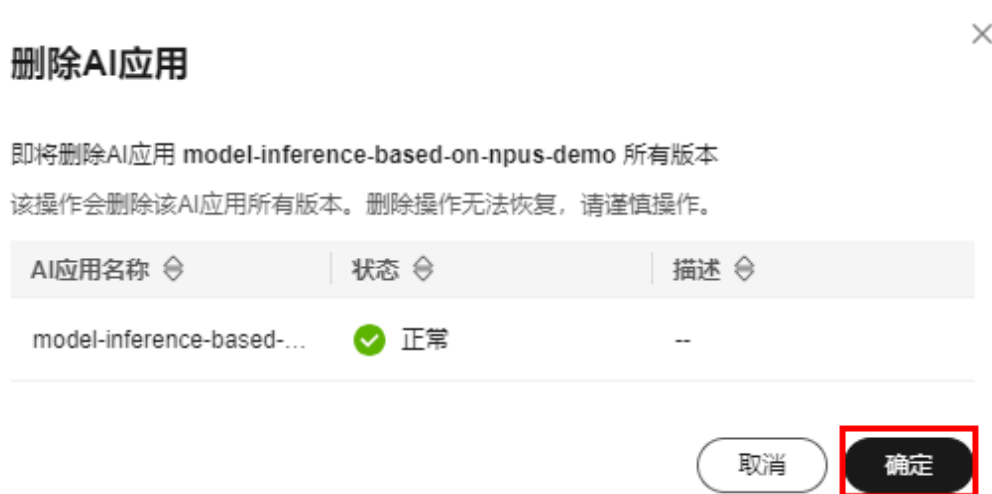 删除AI应用
即将删除AI应用 model-inference-based-on-npus-demo 所有版本
该操作会删除该AI应用所有版本。删除操作无法恢复，请谨慎操作。
AI应用名称 状态 描述
model-inference-based-... 正常 --
取消 确定